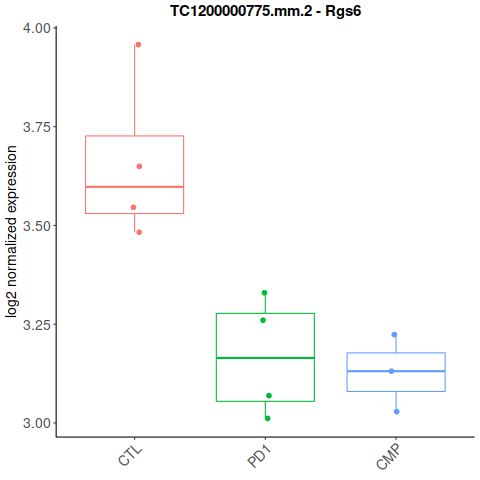 TC1200000775.mm.2 - Rgs6
log2 normalized expression
4.00
3.75
3.50
3.25
3.00
CTL
PD1
CMP